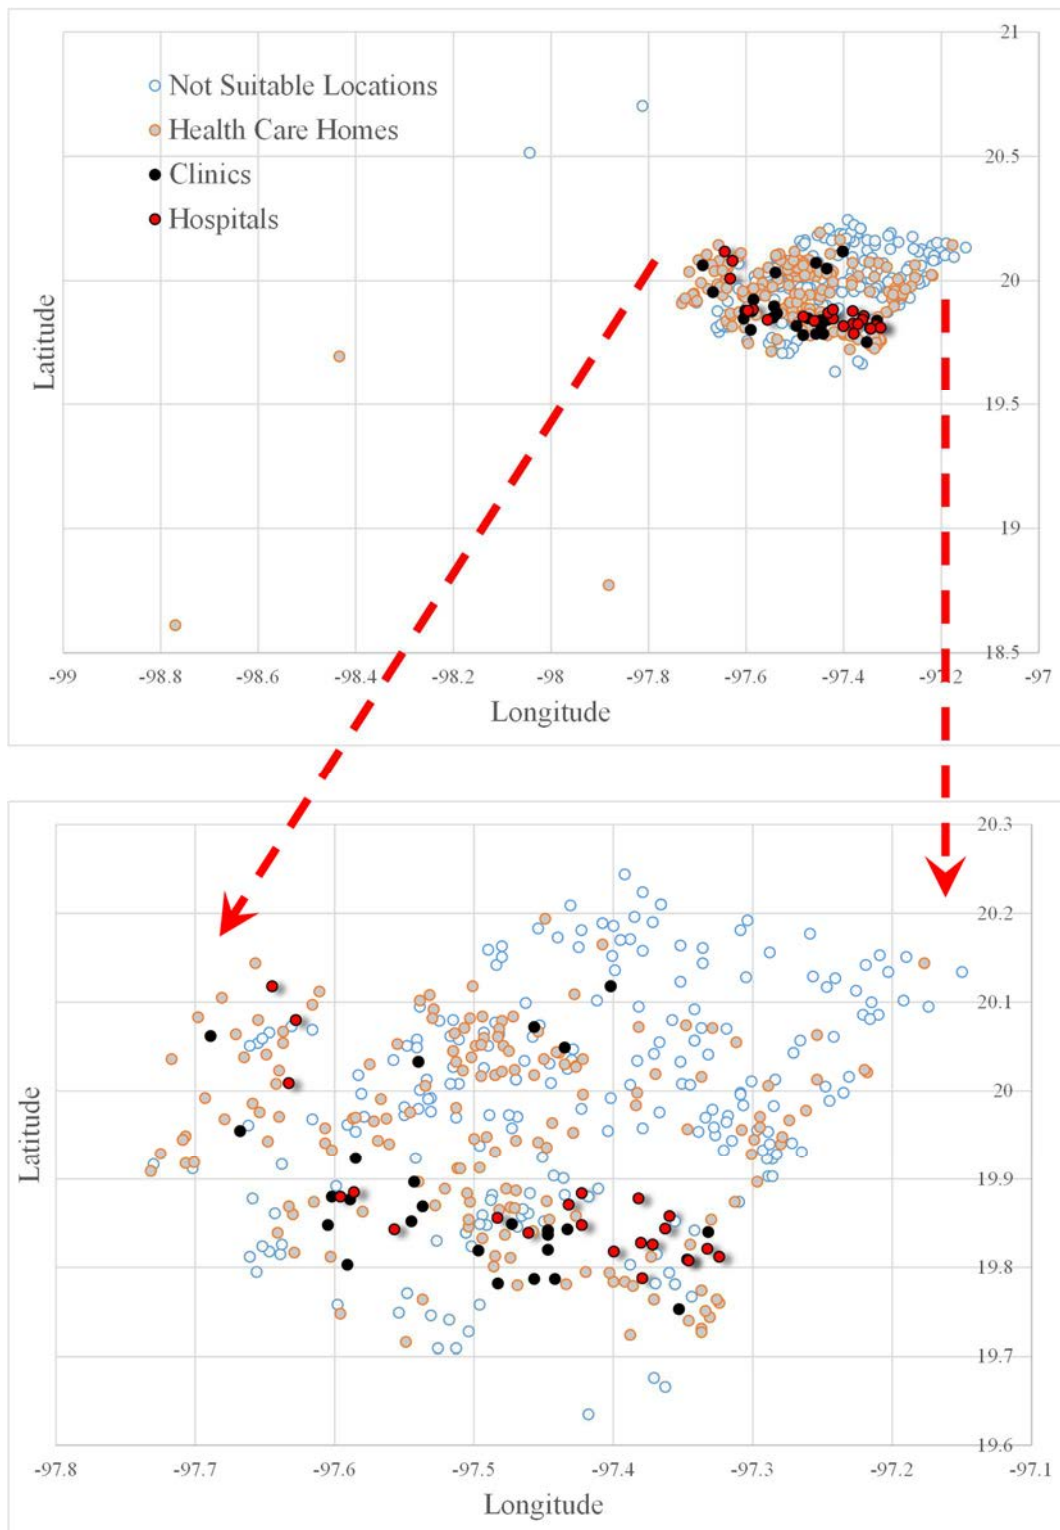 21
Not Suitable Locations
Health Care Homes
20.5
Clinics
Hospitals
20
Latitude
19.5
19
18.5
-99 -98.8 -98.6 -98.4 -98.2 -98 -97.8 -97.6 -97.4 -97.2 -97
Longitude
20.3
20.2
20.1
20
Latitude
19.9
19.8
19.7
19.6
-97.8 -97.7 -97.6 -97.5 -97.4 -97.3 -97.2 -97.1
Longitude